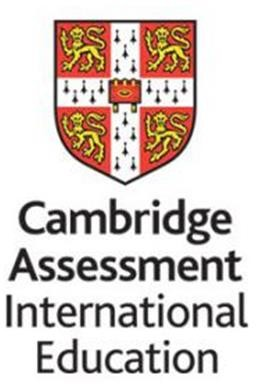 Cambridge
Assessment
International
Education